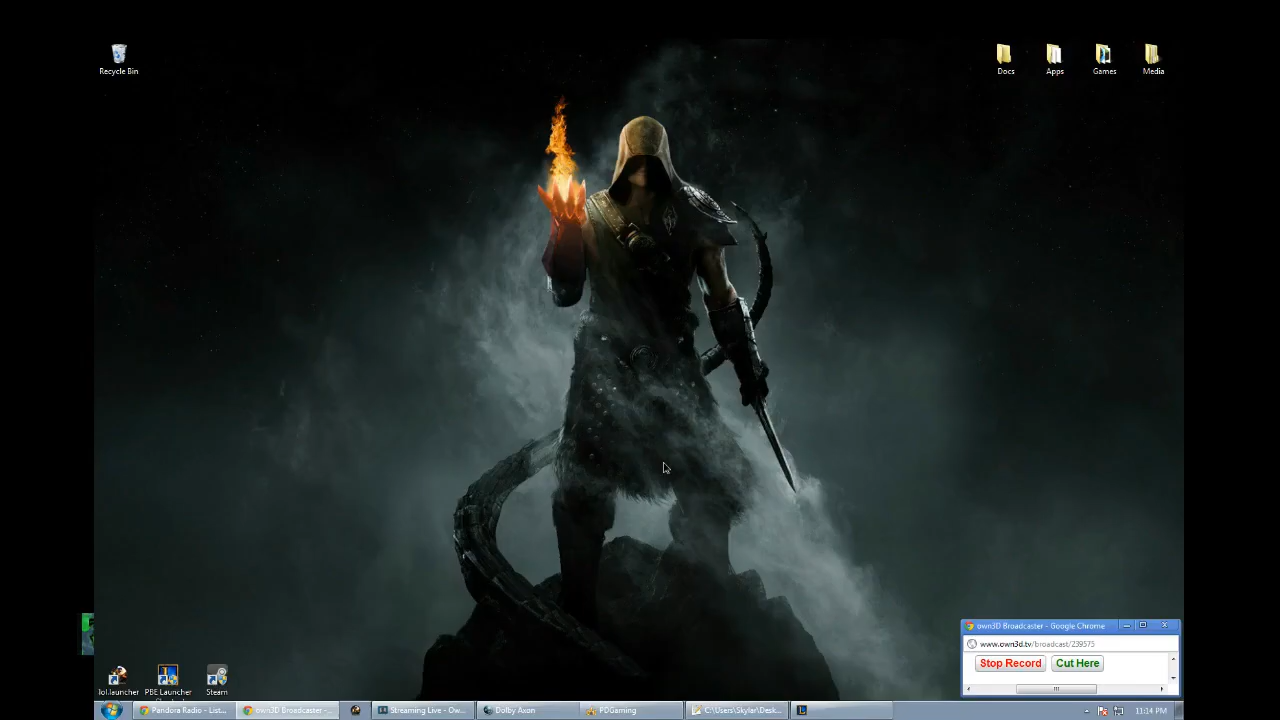 Recycle Bin
Docs
Apps
Games
Media
own3D Broadcaster - Google Chrome
www.own3d.tv/broadcast/239575
Stop Record
Cut Here
lol.launcher
PBE Launcher
Steam
Pandora Radio - List...
own3D Broadcaster -...
Streaming Live - Ow...
Dolby Axon
PDGaming
C:\Users\Skylar\Desk...
11:14 PM